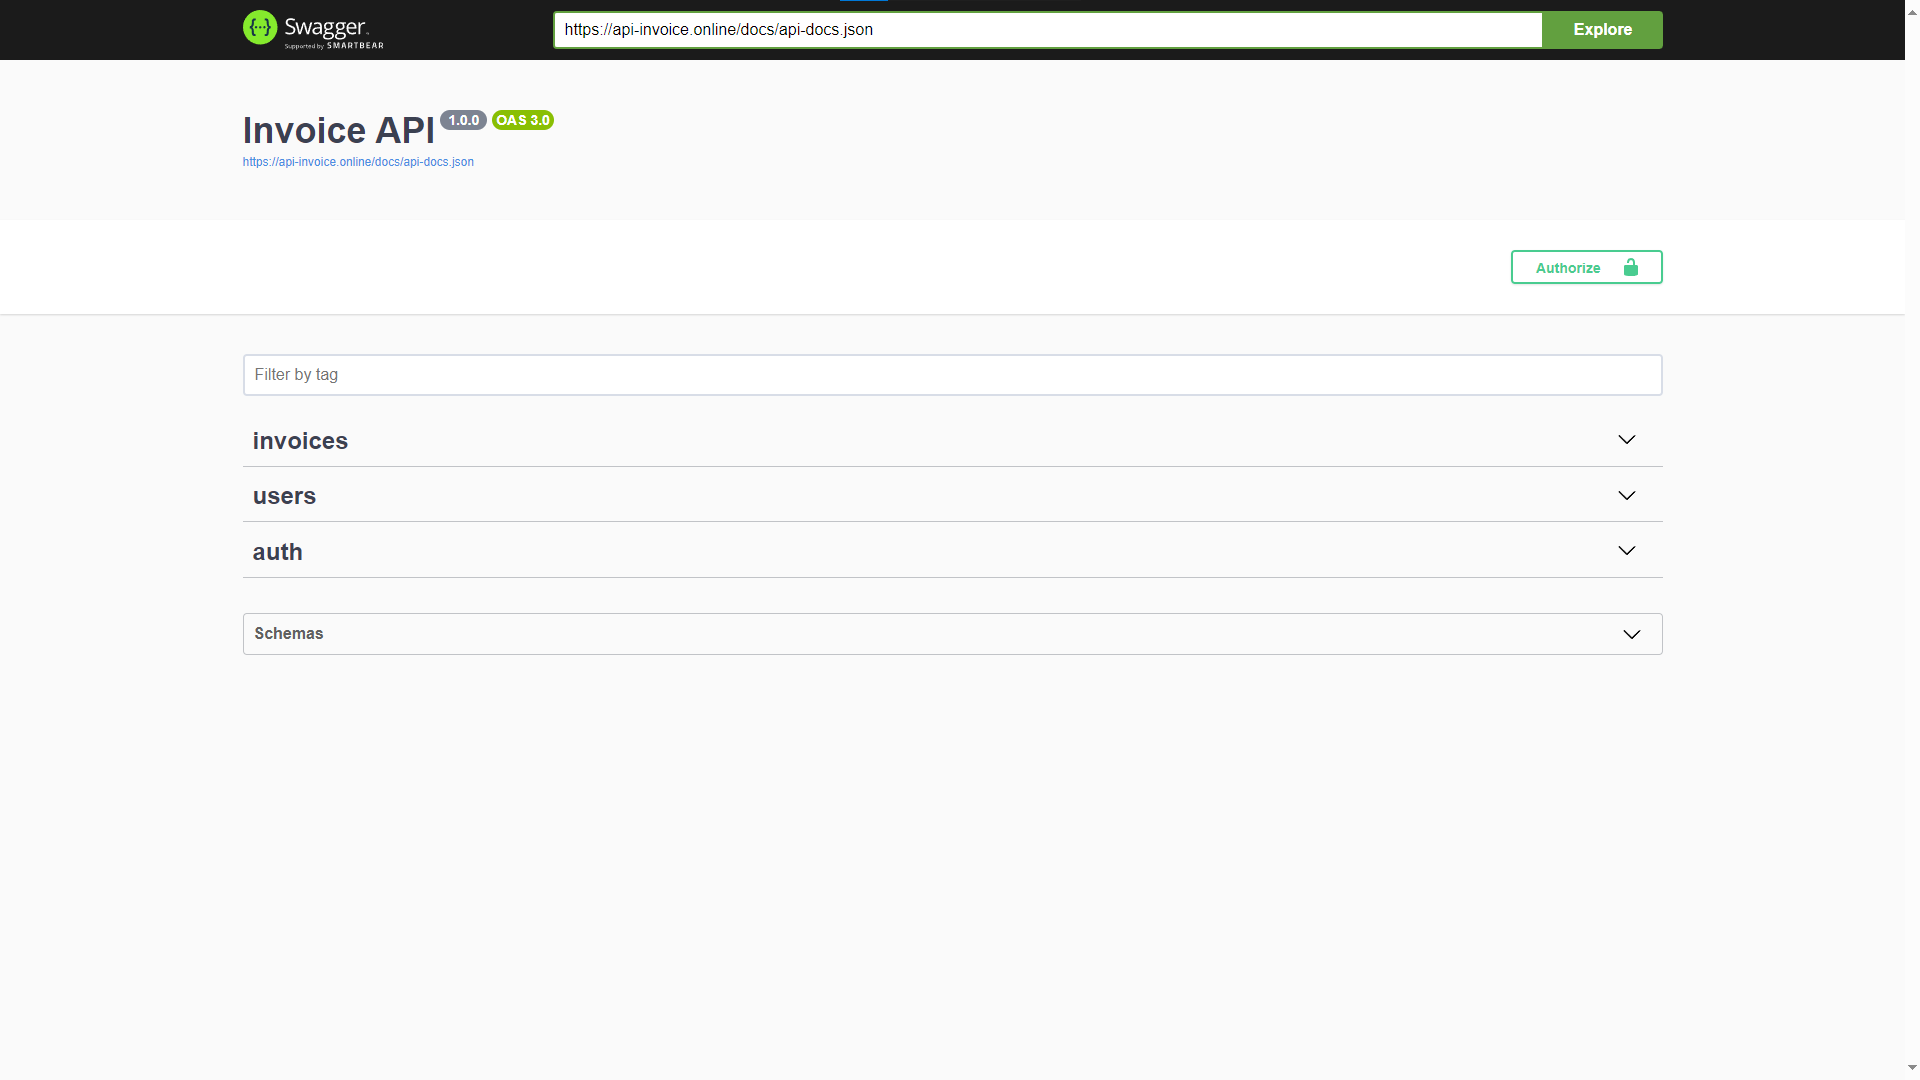 Swagger
Supported by SMARTBEAR
https://api-invoice.online/docs/api-docs.json
Explore
Invoice API 1.0.0 OAS 3.0
https://api-invoice.online/docs/api-docs.json
Authorize
Filter by tag
invoices
users
auth
Schemas